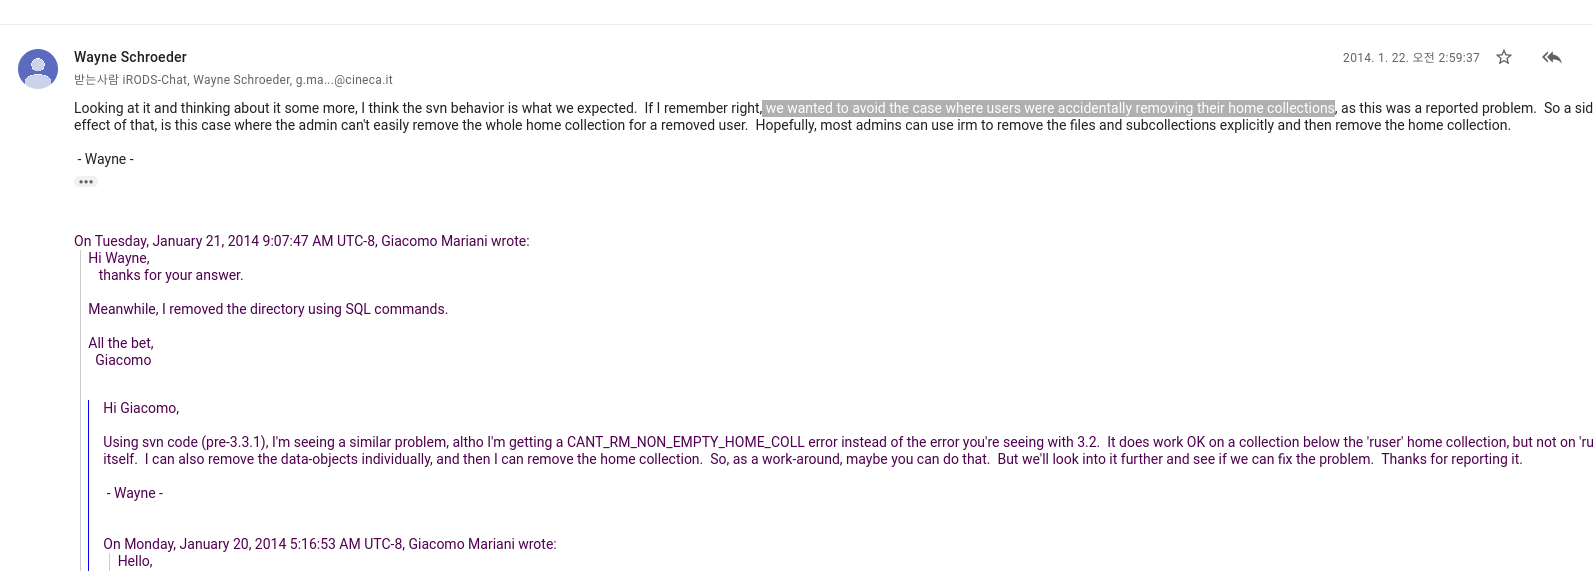 Wayne Schroeder
2014. 1. 22. 오전 2:59:37
받는사람 iRODS-Chat, Wayne Schroeder, g.ma...@cineca.it
Looking at it and thinking about it some more, I think the svn behavior is what we expected.  If I remember right, we wanted to avoid the case where users were accidentally removing their home collections, as this was a reported problem.  So a sid
effect of that, is this case where the admin can't easily remove the whole home collection for a removed user.  Hopefully, most admins can use irm to remove the files and subcollections explicitly and then remove the home collection.
- Wayne -
On Tuesday, January 21, 2014 9:07:47 AM UTC-8, Giacomo Mariani wrote:
Hi Wayne,
thanks for your answer.
Meanwhile, I removed the directory using SQL commands.
All the bet,
Giacomo
Hi Giacomo,
Using svn code (pre-3.3.1), I'm seeing a similar problem, altho I'm getting a CANT_RM_NON_EMPTY_HOME_COLL error instead of the error you're seeing with 3.2.  It does work OK on a collection below the 'ruser' home collection, but not on 'ru
itself.  I can also remove the data-objects individually, and then I can remove the home collection.  So, as a work-around, maybe you can do that.  But we'll look into it further and see if we can fix the problem.  Thanks for reporting it.
- Wayne -
On Monday, January 20, 2014 5:16:53 AM UTC-8, Giacomo Mariani wrote:
Hello,